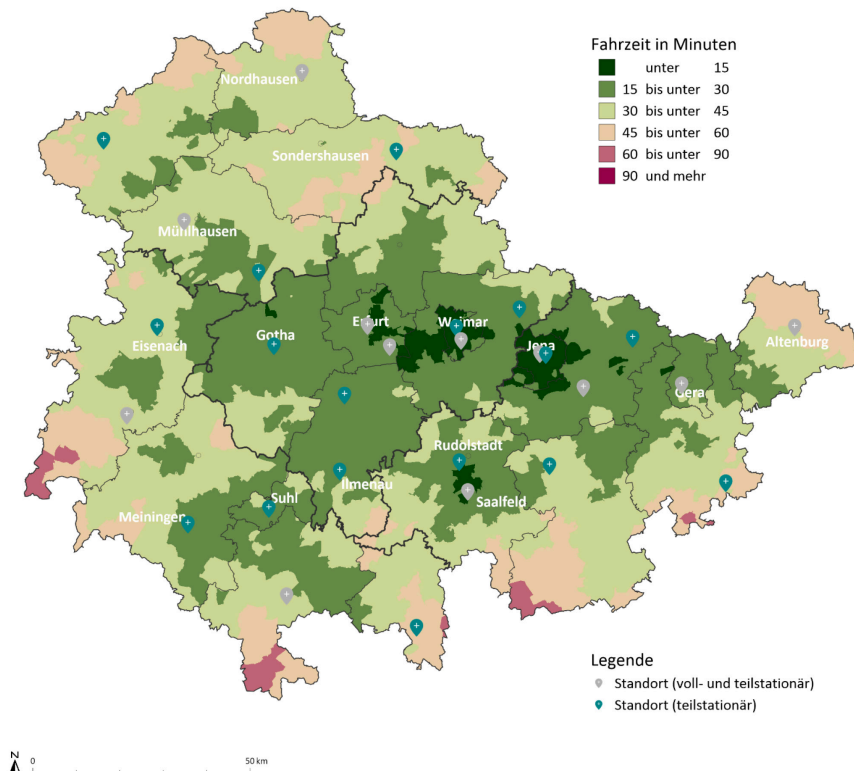 Fahrzeit in Minuten
unter 15
15 bis unter 30
30 bis unter 45
45 bis unter 60
60 bis unter 90
90 und mehr
Nordhausen
Sondershausen
Mühlhausen
Erfurt
Weimar
Eisenach
Gotha
Jena
Altenburg
Gera
Rudolstadt
Ilmenau
Suhl
Saalfeld
Meiningen
Legende
Standort (voll- und teilstationär)
Standort (teilstationär)
N
0 50 km